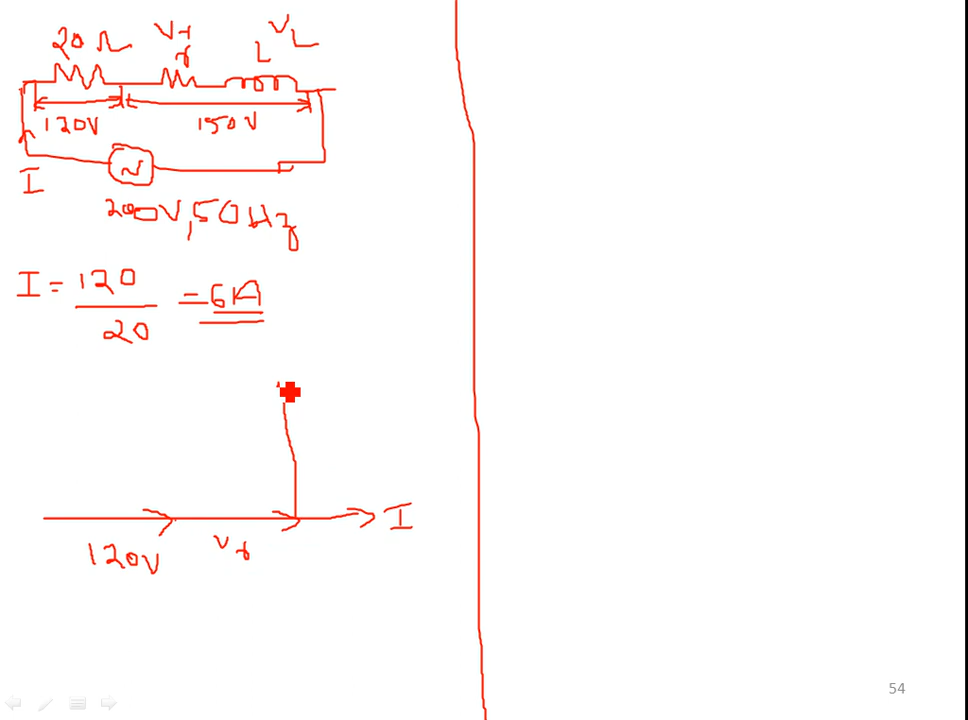 20 Ω Vr VL
r L
120V 150V
I
200V, 50Hz
I = 120 / 20 = 6A
I
120V Vr
54